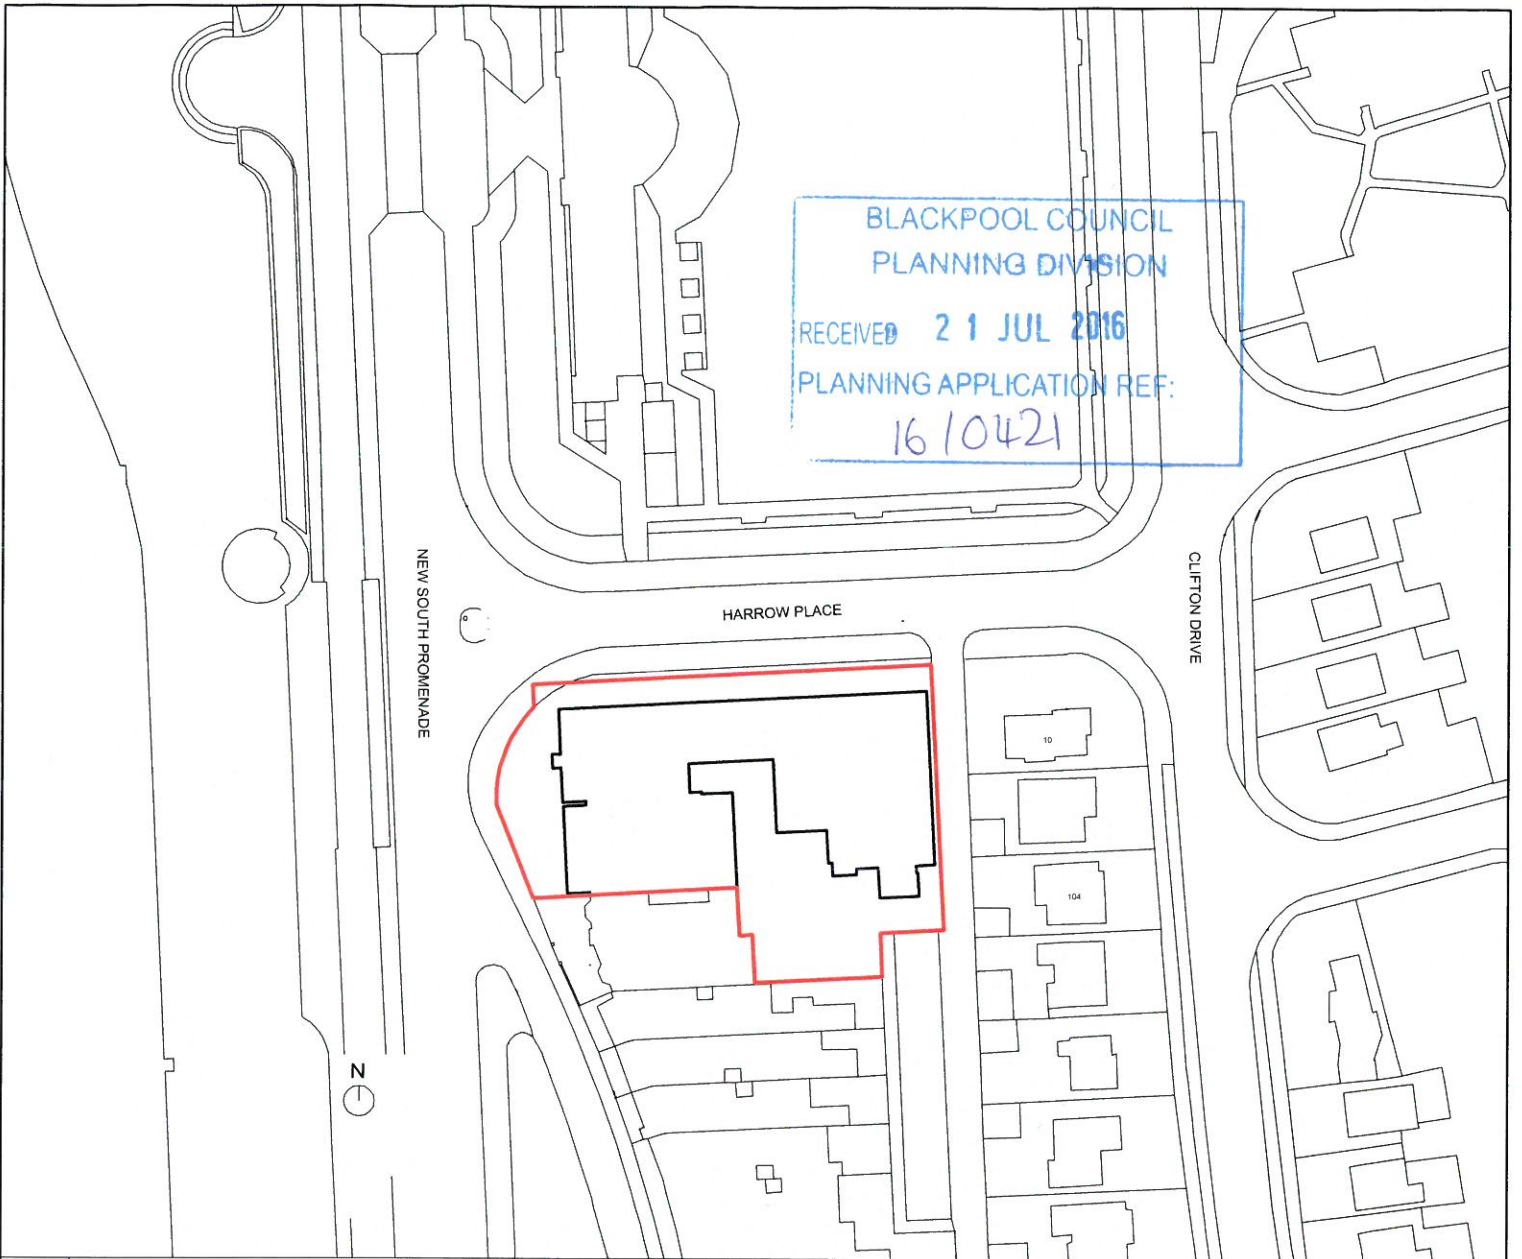 BLACKPOOL COUNCIL
PLANNING DIVISION
RECEIVED 21 JUL 2016
PLANNING APPLICATION REF:
16/0421
NEW SOUTH PROMENADE
HARROW PLACE
CLIFTON DRIVE
10
104
N